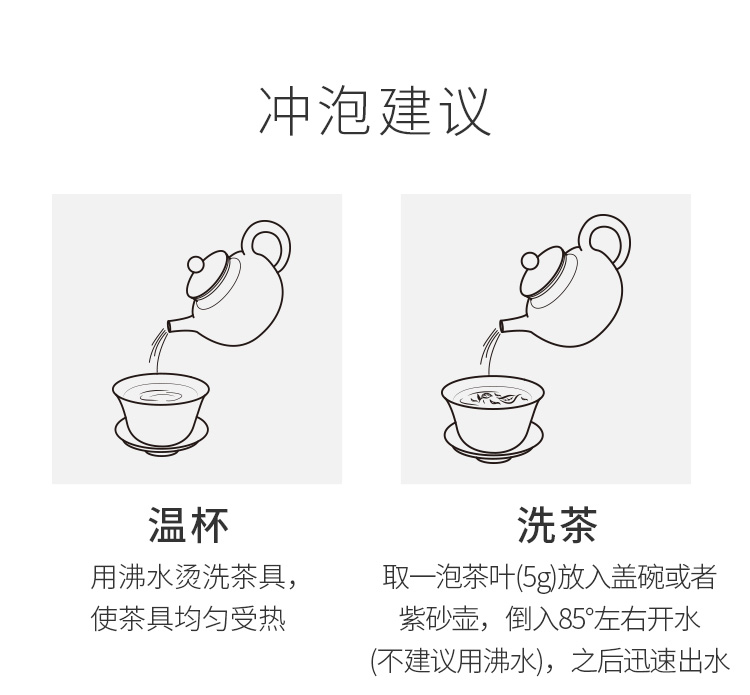 冲泡建议
温杯
用沸水烫洗茶具，
使茶具均匀受热
洗茶
取一泡茶叶(5g)放入盖碗或者
紫砂壶，倒入85°左右开水
(不建议用沸水)，之后迅速出水